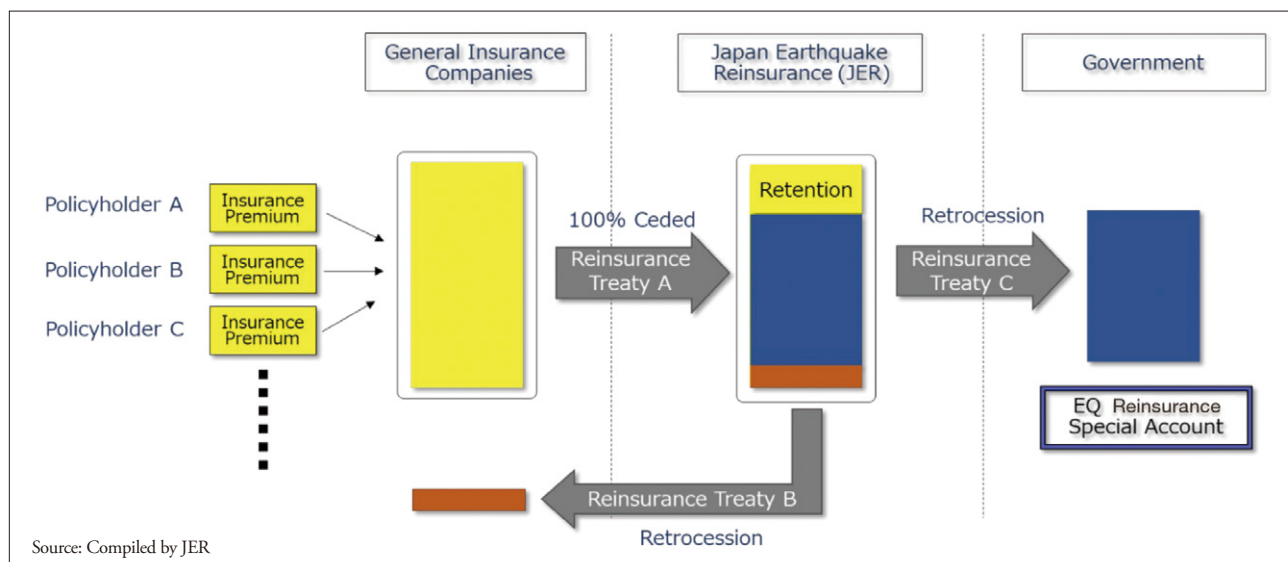 General Insurance
Companies
Japan Earthquake
Reinsurance (JER)
Government
Policyholder A
Insurance
Premium
Policyholder B
Insurance
Premium
Policyholder C
Insurance
Premium
100% Ceded
Reinsurance
Treaty A
Retention
Retrocession
Reinsurance
Treaty C
EQ Reinsurance
Special Account
Reinsurance Treaty B
Retrocession
Source: Compiled by JER